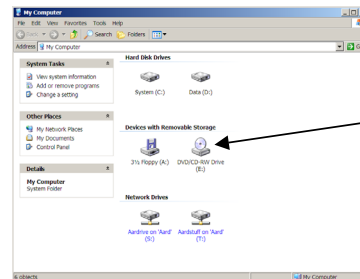 My Computer
File Edit View Favorites Tools Help
Back Search Folders
Address My Computer G
System Tasks
View system information
Add or remove programs
Change a setting
Other Places
My Network Places
My Documents
Control Panel
Details
My Computer
System Folder
Hard Disk Drives
System (C:) Data (D:)
Devices with Removable Storage
3½ Floppy (A:) DVD/CD-RW Drive
(E:)
Network Drives
Aardrive on 'Aard' Aardstuff on 'Aard'
(S:) (T:)
6 objects My Computer